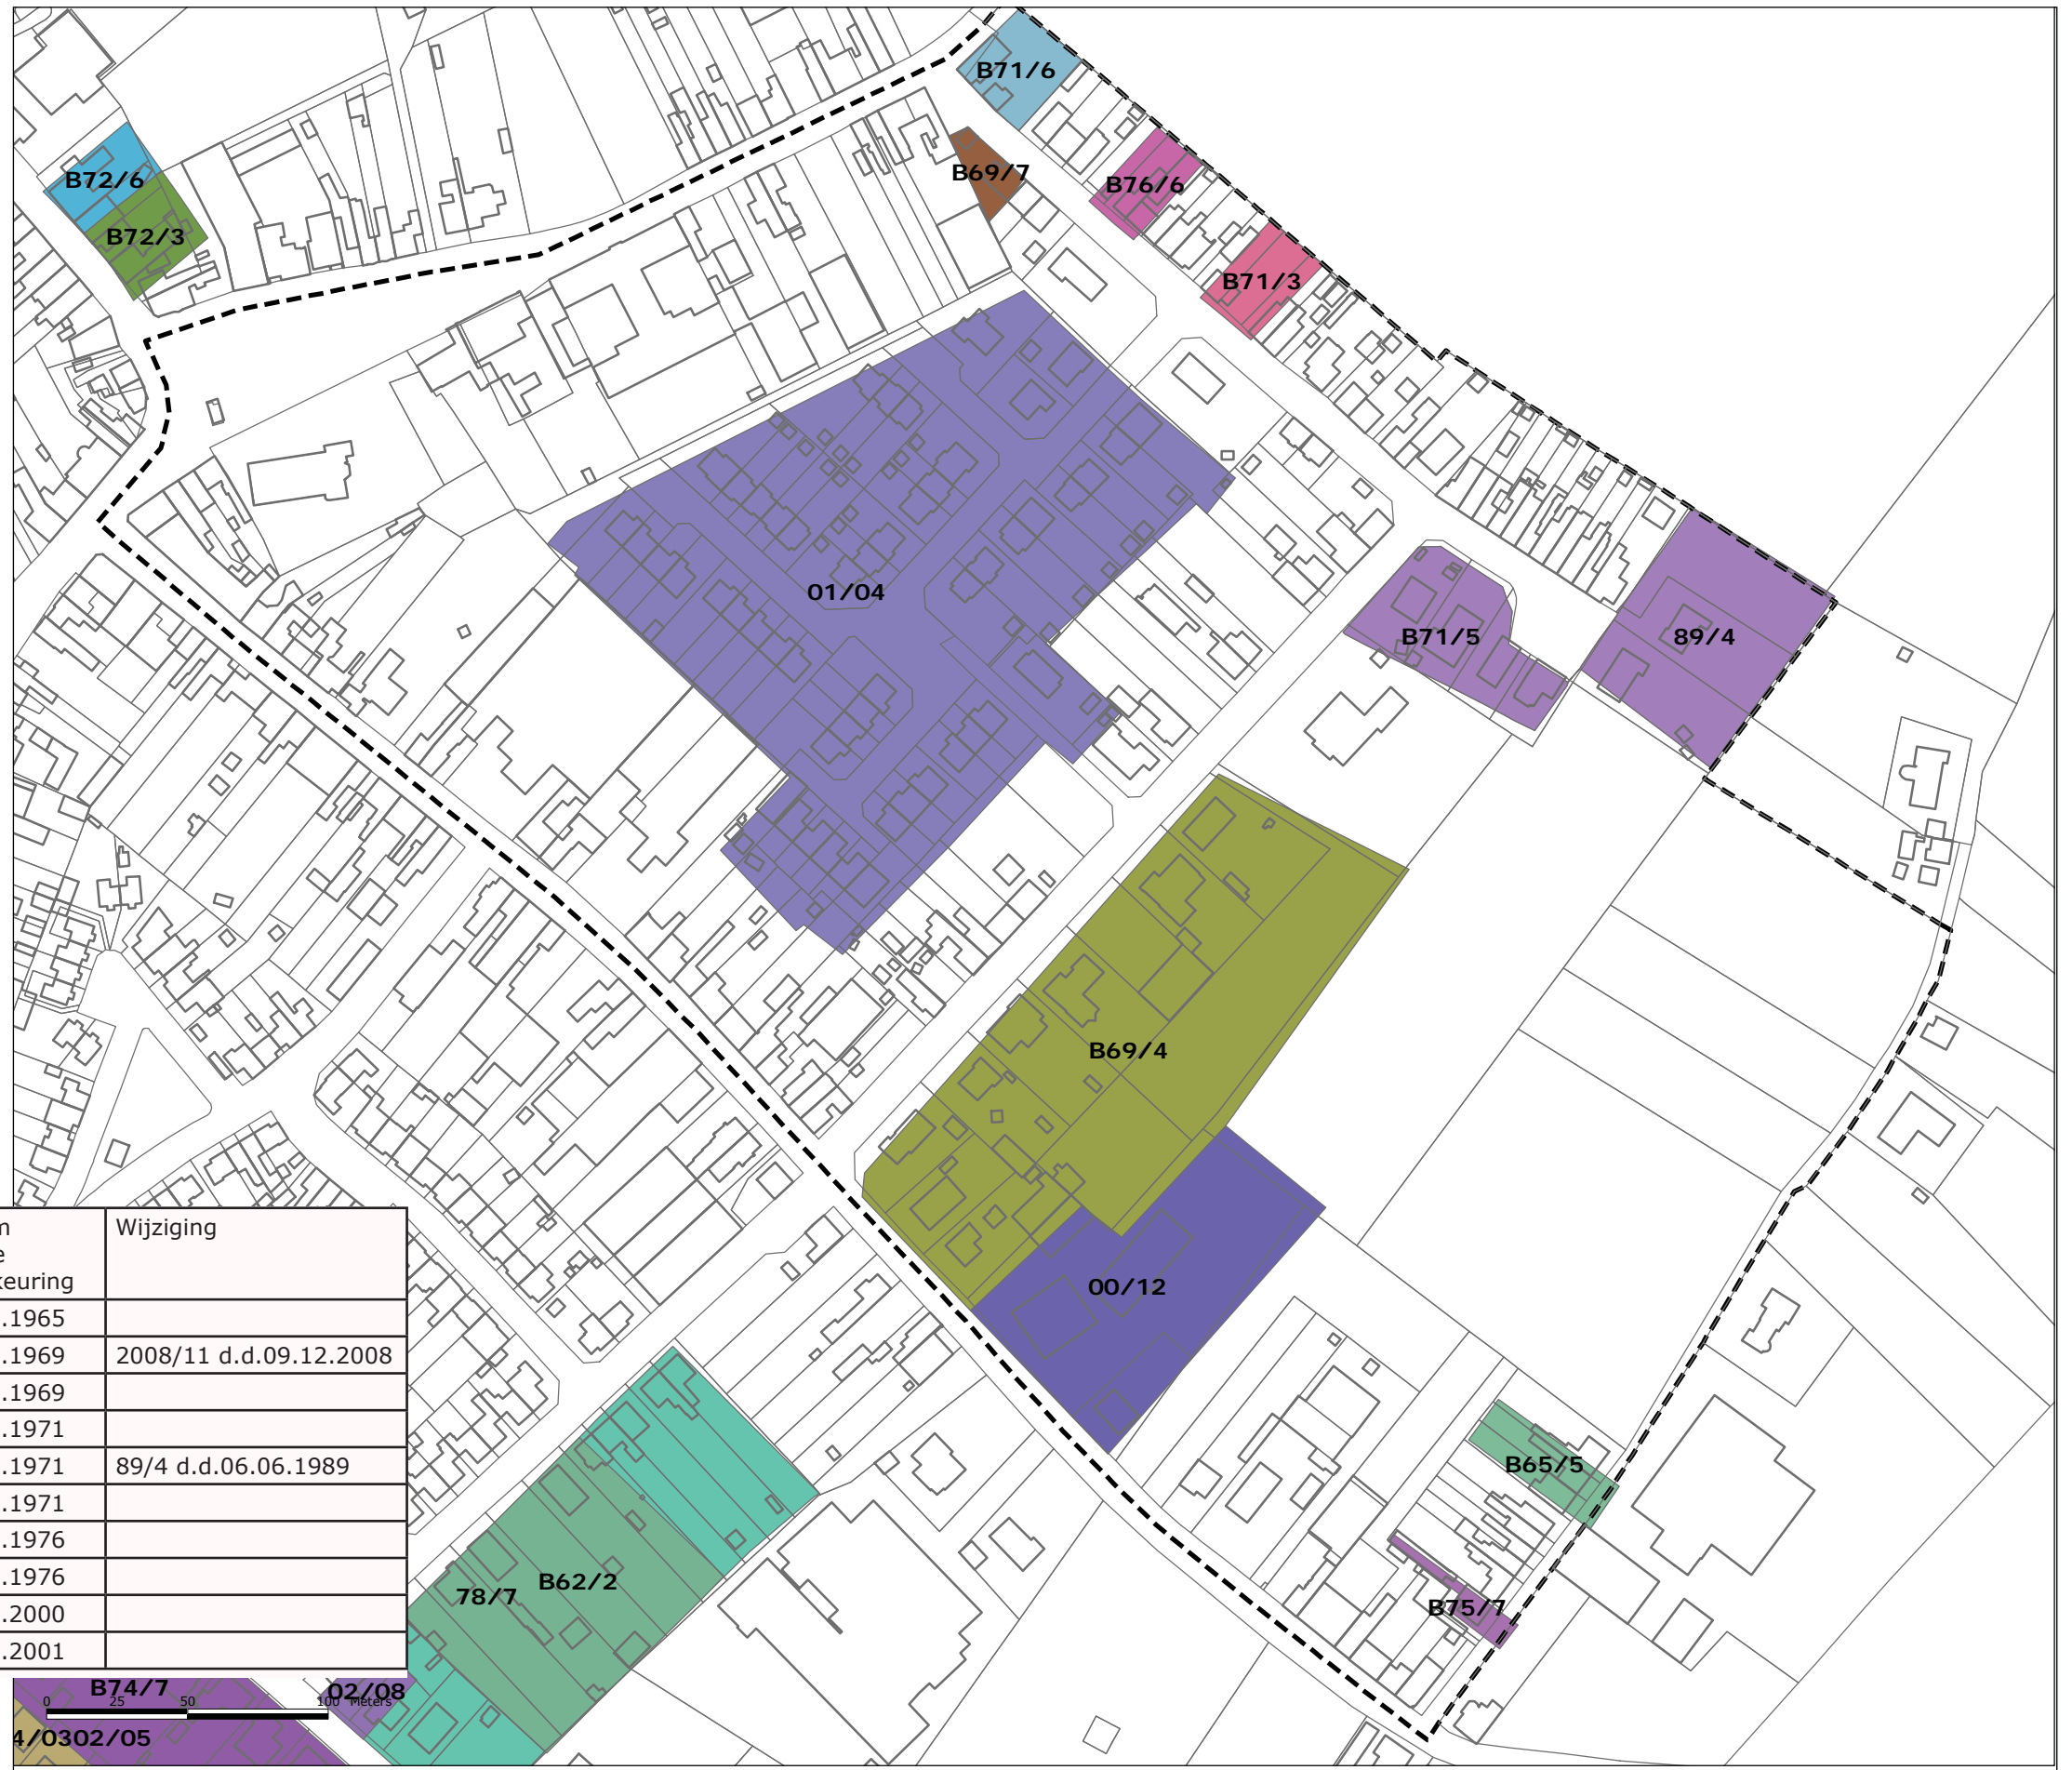 B71/6
B69/7
B72/6
B76/6
B72/3
B71/3
01/04
B71/5
89/4
B69/4
00/12
B65/5
B62/2
78/7
B75/7
Wijziging
keuring
.1965
.1969 2008/11 d.d.09.12.2008
.1969
.1971
.1971 89/4 d.d.06.06.1989
.1971
.1976
.1976
.2000
.2001
B74/7
02/08
0 25 50 100 Meters
4/03 02/05